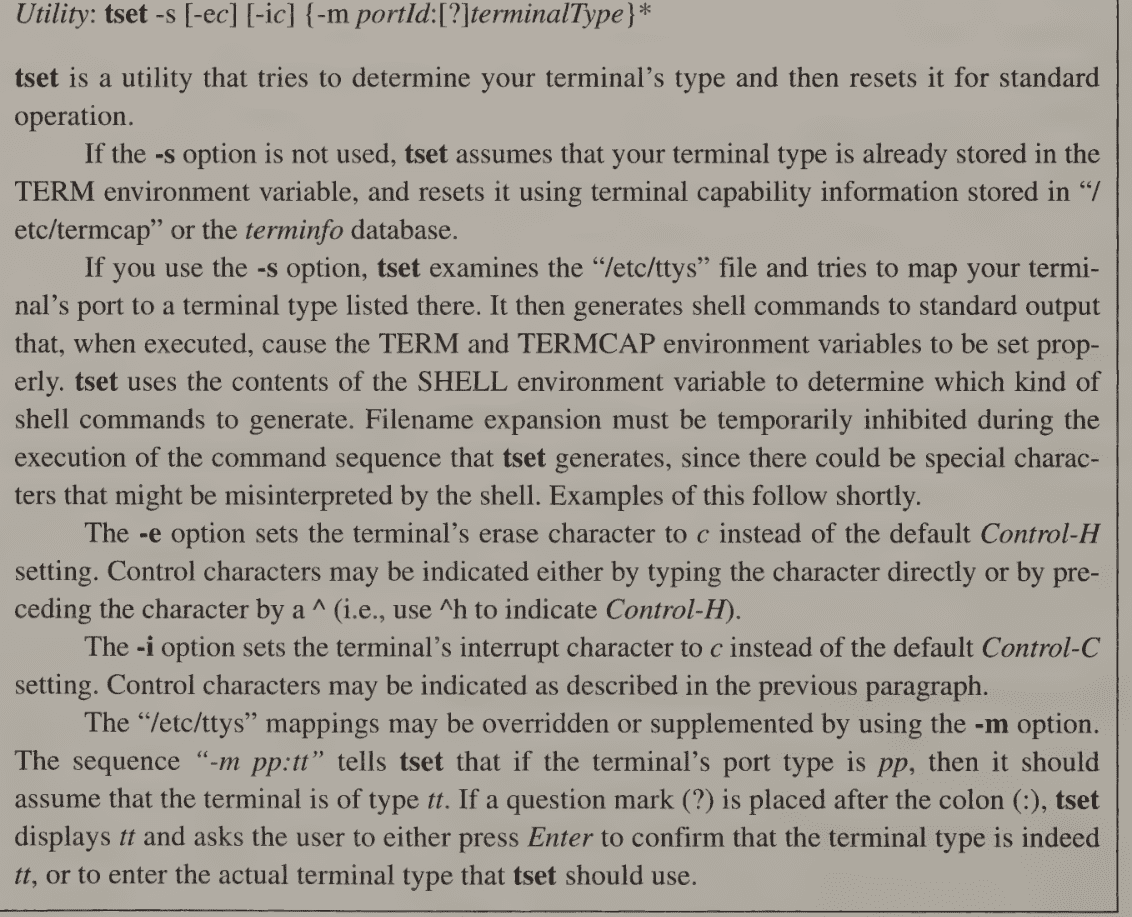 Utility: tset -s [-ec] [-ic] {-m portId:[?]terminalType}*
tset is a utility that tries to determine your terminal’s type and then resets it for standard
operation.
If the -s option is not used, tset assumes that your terminal type is already stored in the
TERM environment variable, and resets it using terminal capability information stored in “/
etc/termcap” or the terminfo database.
If you use the -s option, tset examines the “/etc/ttys” file and tries to map your termi-
nal’s port to a terminal type listed there. It then generates shell commands to standard output
that, when executed, cause the TERM and TERMCAP environment variables to be set prop-
erly. tset uses the contents of the SHELL environment variable to determine which kind of
shell commands to generate. Filename expansion must be temporarily inhibited during the
execution of the command sequence that tset generates, since there could be special charac-
ters that might be misinterpreted by the shell. Examples of this follow shortly.
The -e option sets the terminal’s erase character to c instead of the default Control-H
setting. Control characters may be indicated either by typing the character directly or by pre-
ceding the character by a ^ (i.e., use ^h to indicate Control-H).
The -i option sets the terminal’s interrupt character to c instead of the default Control-C
setting. Control characters may be indicated as described in the previous paragraph.
The “/etc/ttys” mappings may be overridden or supplemented by using the -m option.
The sequence “-m pp:tt” tells tset that if the terminal’s port type is pp, then it should
assume that the terminal is of type tt. If a question mark (?) is placed after the colon (:), tset
displays tt and asks the user to either press Enter to confirm that the terminal type is indeed
tt, or to enter the actual terminal type that tset should use.